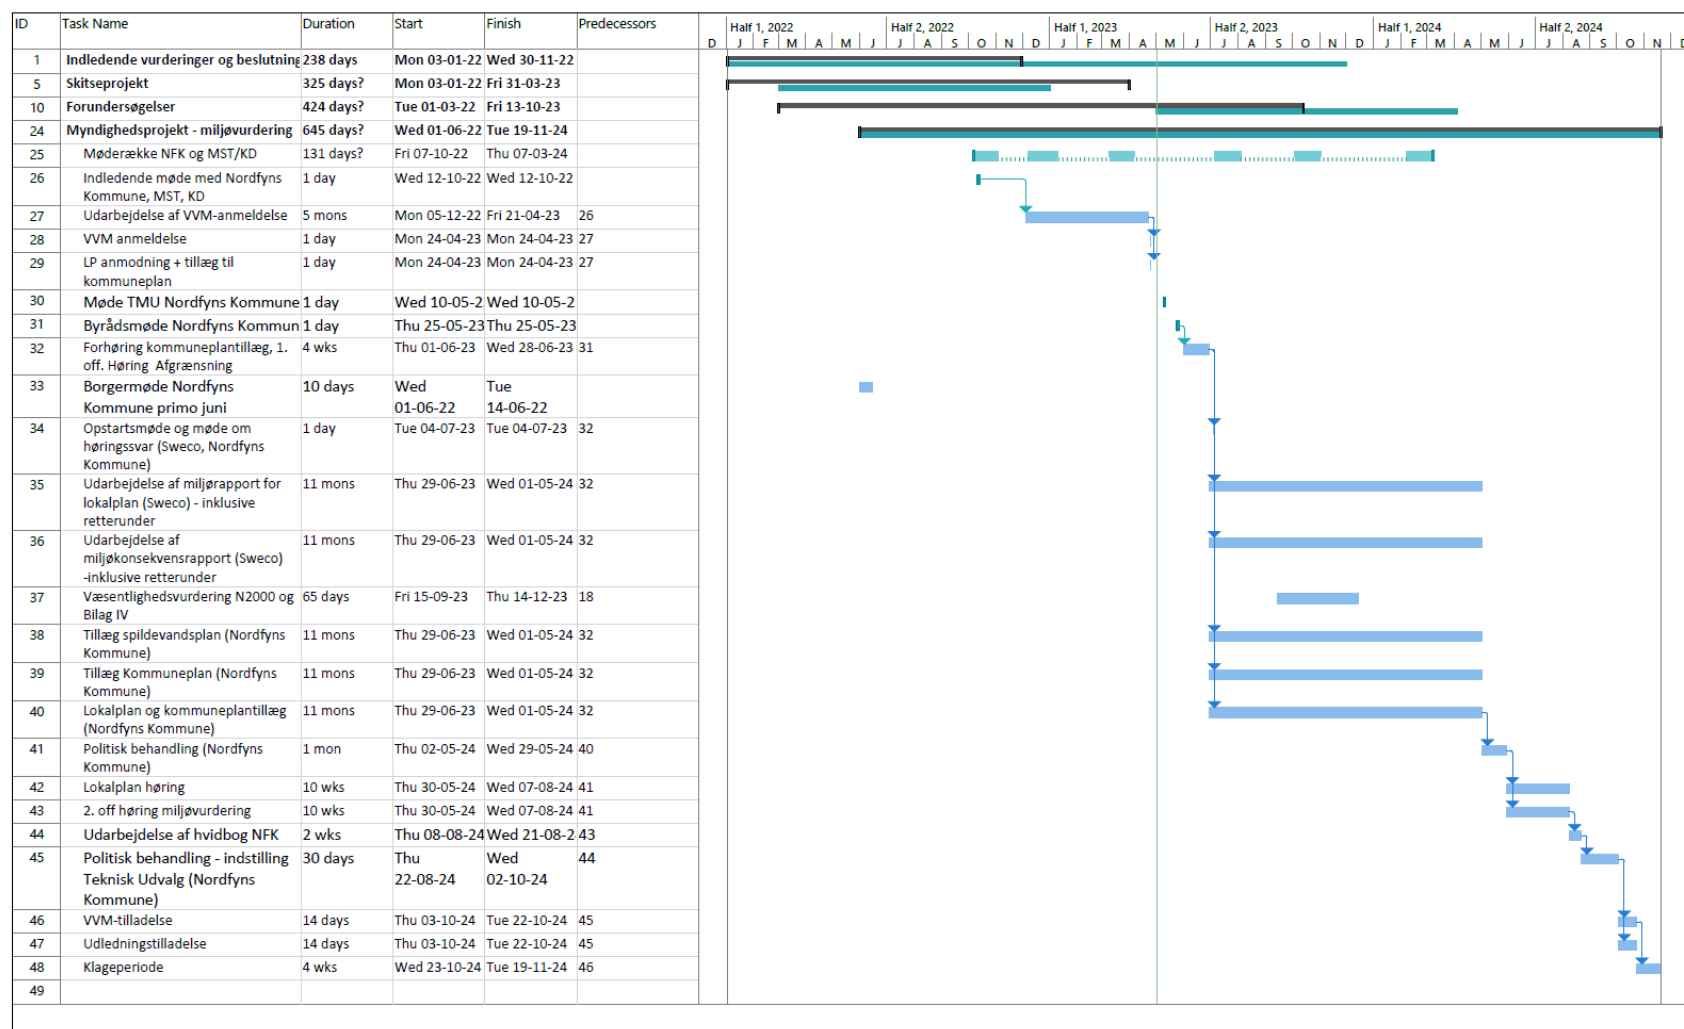 ID Task Name Duration Start Finish Predecessors
Half 1, 2022 Half 2, 2022 Half 1, 2023 Half 2, 2023 Half 1, 2024 Half 2, 2024
D J F M A M J J A S O N D J F M A M J J A S O N D J F M A M J J A S O N D
1 Indledende vurderinger og beslutning 238 days Mon 03-01-22 Wed 30-11-22
5 Skitseprojekt 325 days? Mon 03-01-22 Fri 31-03-23
10 Forundersøgelser 424 days? Tue 01-03-22 Fri 13-10-23
24 Myndighedsprojekt - miljøvurdering 645 days? Wed 01-06-22 Tue 19-11-24
25 Møderække NFK og MST/KD 131 days? Fri 07-10-22 Thu 07-03-24
26 Indledende møde med Nordfyns 1 day Wed 12-10-22 Wed 12-10-22
Kommune, MST, KD
27 Udarbejdelse af VVM-anmeldelse 5 mons Mon 05-12-22 Fri 21-04-23 26
28 VVM anmeldelse 1 day Mon 24-04-23 Mon 24-04-23 27
29 LP anmodning + tillæg til 1 day Mon 24-04-23 Mon 24-04-23 27
kommuneplan
30 Møde TMU Nordfyns Kommune 1 day Wed 10-05-2 Wed 10-05-2
31 Byrådsmøde Nordfyns Kommun 1 day Thu 25-05-23 Thu 25-05-23
32 Forhøring kommuneplantillæg, 1. 4 wks Thu 01-06-23 Wed 28-06-23 31
off. Høring Afgrænsning
33 Borgermøde Nordfyns 10 days Wed Tue
Kommune primo juni 01-06-22 14-06-22
34 Opstartsmøde og møde om 1 day Tue 04-07-23 Tue 04-07-23 32
høringssvar (Sweco, Nordfyns
Kommune)
35 Udarbejdelse af miljørapport for 11 mons Thu 29-06-23 Wed 01-05-24 32
lokalplan (Sweco) - inklusive
retterunder
36 Udarbejdelse af 11 mons Thu 29-06-23 Wed 01-05-24 32
miljøkonsekvensrapport (Sweco)
-inklusive retterunder
37 Væsentlighedsvurdering N2000 og 65 days Fri 15-09-23 Thu 14-12-23 18
Bilag IV
38 Tillæg spildevandsplan (Nordfyns 11 mons Thu 29-06-23 Wed 01-05-24 32
Kommune)
39 Tillæg Kommuneplan (Nordfyns 11 mons Thu 29-06-23 Wed 01-05-24 32
Kommune)
40 Lokalplan og kommuneplantillæg 11 mons Thu 29-06-23 Wed 01-05-24 32
(Nordfyns Kommune)
41 Politisk behandling (Nordfyns 1 mon Thu 02-05-24 Wed 29-05-24 40
Kommune)
42 Lokalplan høring 10 wks Thu 30-05-24 Wed 07-08-24 41
43 2. off høring miljøvurdering 10 wks Thu 30-05-24 Wed 07-08-24 41
44 Udarbejdelse af hvidbog NFK 2 wks Thu 08-08-24 Wed 21-08-2 43
45 Politisk behandling - indstilling 30 days Thu Wed 44
Teknisk Udvalg (Nordfyns 22-08-24 02-10-24
Kommune)
46 VVM-tilladelse 14 days Thu 03-10-24 Tue 22-10-24 45
47 Udledningstilladelse 14 days Thu 03-10-24 Tue 22-10-24 45
48 Klageperiode 4 wks Wed 23-10-24 Tue 19-11-24 46
49